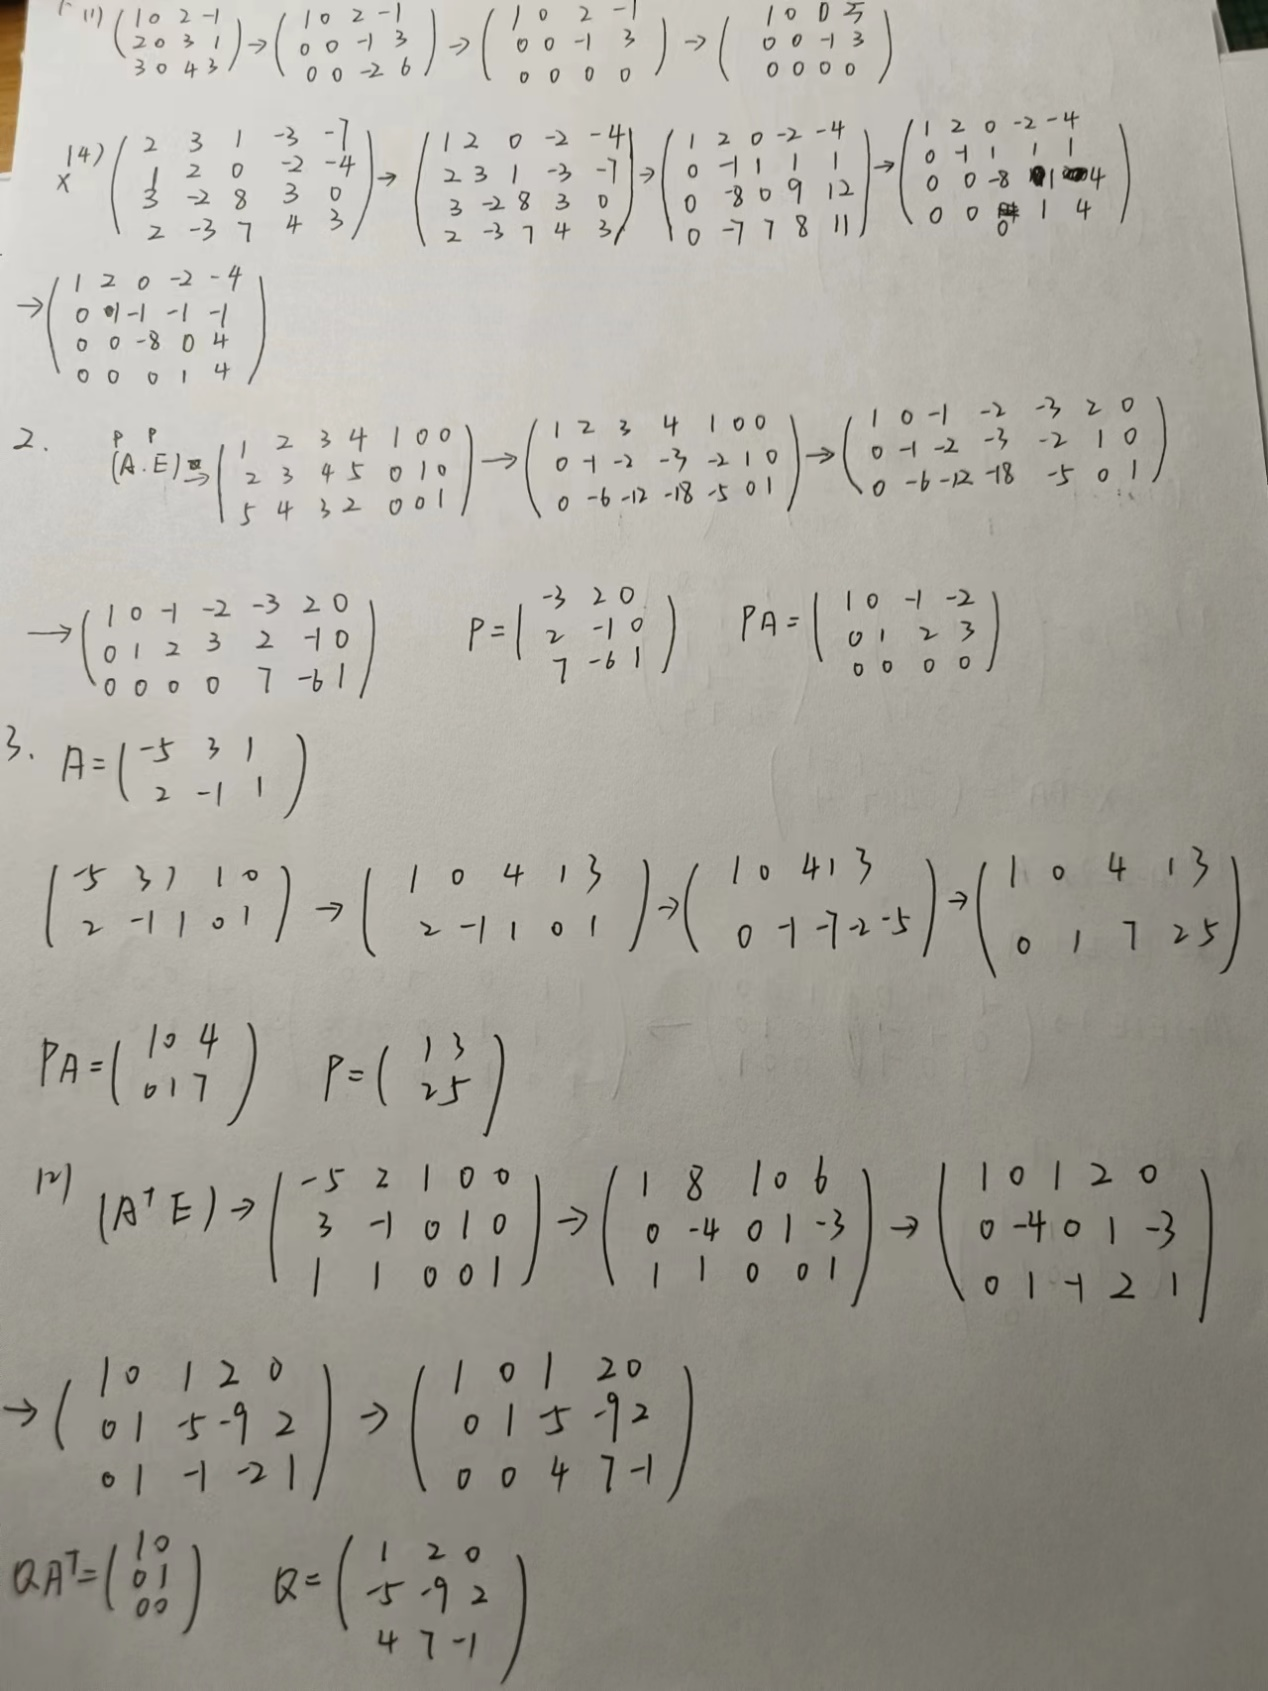 (1) (1 0 2 -1 → (1 0 2 -1 → (1 0 2 -1 → (1 0 0 5
2 0 3 1 0 0 -1 3 0 0 -1 3 0 0 -1 3
3 0 4 3) 0 0 -2 6) 0 0 0 0) 0 0 0 0)
(4) (2 3 1 -3 -7 → (1 2 0 -2 -4 → (1 2 0 -2 -4 → (1 2 0 -2 -4
x 1 2 0 -2 -4 2 3 1 -3 -7 0 -1 1 1 1 0 -1 1 1 1
3 -2 8 3 0 3 -2 8 3 0 0 -8 0 9 12 0 0 -8 1 4
2 -3 7 4 3) 2 -3 7 4 3) 0 -7 7 8 11) 0 0 0 1 4)
→ (1 2 0 -2 -4
0 1 -1 -1 -1
0 0 -8 0 4
0 0 0 1 4)
2. P P
(A.E) → (1 2 3 4 1 0 0 → (1 2 3 4 1 0 0 → (1 0 -1 -2 -3 2 0
2 3 4 5 0 1 0 0 -1 -2 -3 -2 1 0 0 -1 -2 -3 -2 1 0
5 4 3 2 0 0 1) 0 -6 -12 -18 -5 0 1) 0 -6 -12 -18 -5 0 1)
→ (1 0 -1 -2 -3 2 0 P = (-3 2 0 PA = (1 0 -1 -2
0 1 2 3 2 -1 0 2 -1 0 0 1 2 3
0 0 0 0 7 -6 1) 7 -6 1) 0 0 0 0)
3. A = (-5 3 1
2 -1 1)
(-5 3 1 1 0 → (1 0 4 1 3 → (1 0 4 1 3 → (1 0 4 1 3
2 -1 1 0 1) 2 -1 1 0 1) 0 -1 -7 -2 -5) 0 1 7 2 5)
PA = (1 0 4 P = (1 3
0 1 7) 2 5)
(2) (Aᵀ E) → (-5 2 1 0 0 → (1 8 1 0 6 → (1 0 1 2 0
3 -1 0 1 0 0 -4 0 1 -3 0 -4 0 1 -3
1 1 0 0 1) 1 1 0 0 1) 0 1 -1 2 1)
→ (1 0 1 2 0 → (1 0 1 2 0
0 1 -5 -9 2 0 1 -5 -9 2
0 1 -1 -2 1) 0 0 4 7 -1)
QAᵀ = (1 0 Q = (1 2 0
0 1 -5 -9 2
0 0) 4 7 -1)